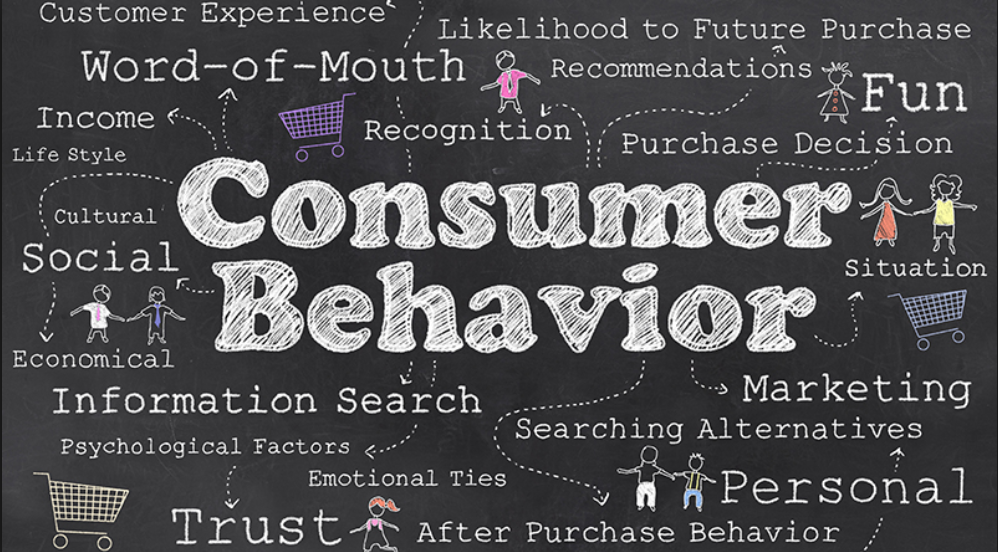 Customer Experience
Likelihood to Future Purchase
Word-of-Mouth
Recommendations
Fun
Income
Recognition
Purchase Decision
Life Style
Consumer
Cultural
Social
Situation
Behavior
Economical
Information Search
Marketing
Searching Alternatives
Psychological Factors
Emotional Ties
Personal
Trust
After Purchase Behavior